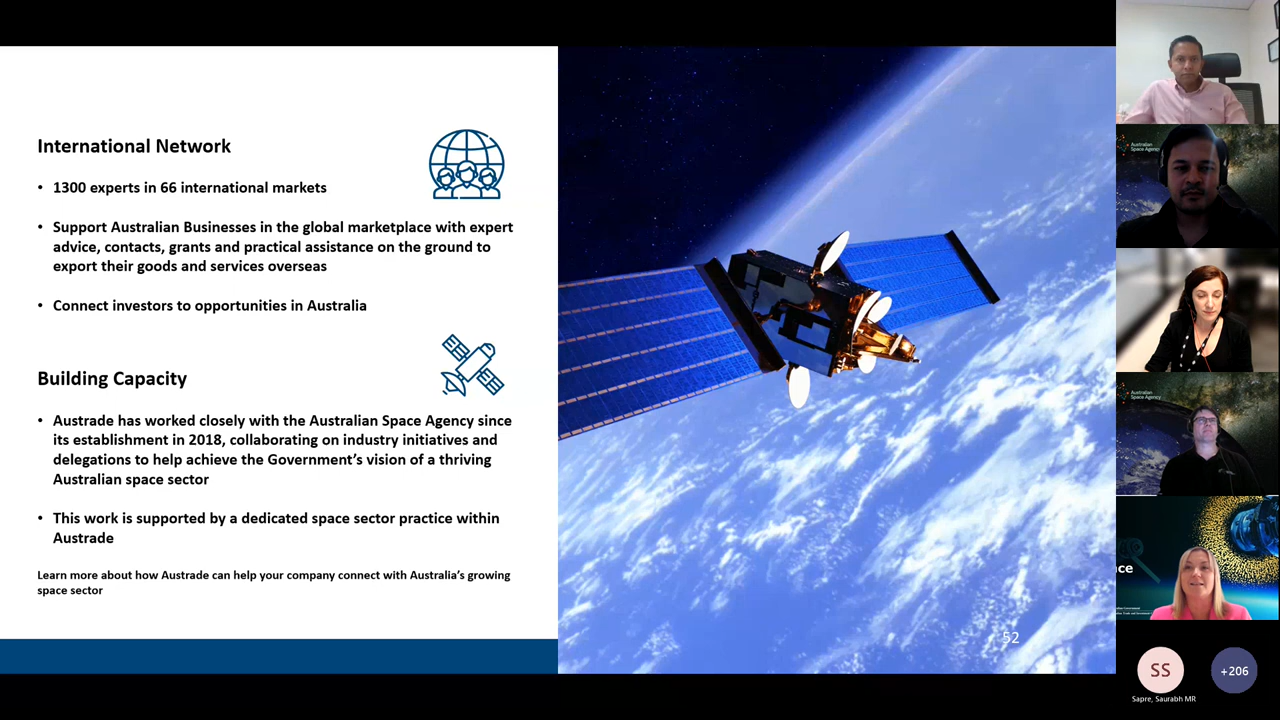 International Network
• 1300 experts in 66 international markets
• Support Australian Businesses in the global marketplace with expert
advice, contacts, grants and practical assistance on the ground to
export their goods and services overseas
• Connect investors to opportunities in Australia
Building Capacity
• Austrade has worked closely with the Australian Space Agency since
its establishment in 2018, collaborating on industry initiatives and
delegations to help achieve the Government’s vision of a thriving
Australian space sector
• This work is supported by a dedicated space sector practice within
Austrade
Learn more about how Austrade can help your company connect with Australia’s growing
space sector
52
Australian
Space Agency
Australian
Space Agency
ce
SS
+206
Sapre, Saurabh MR